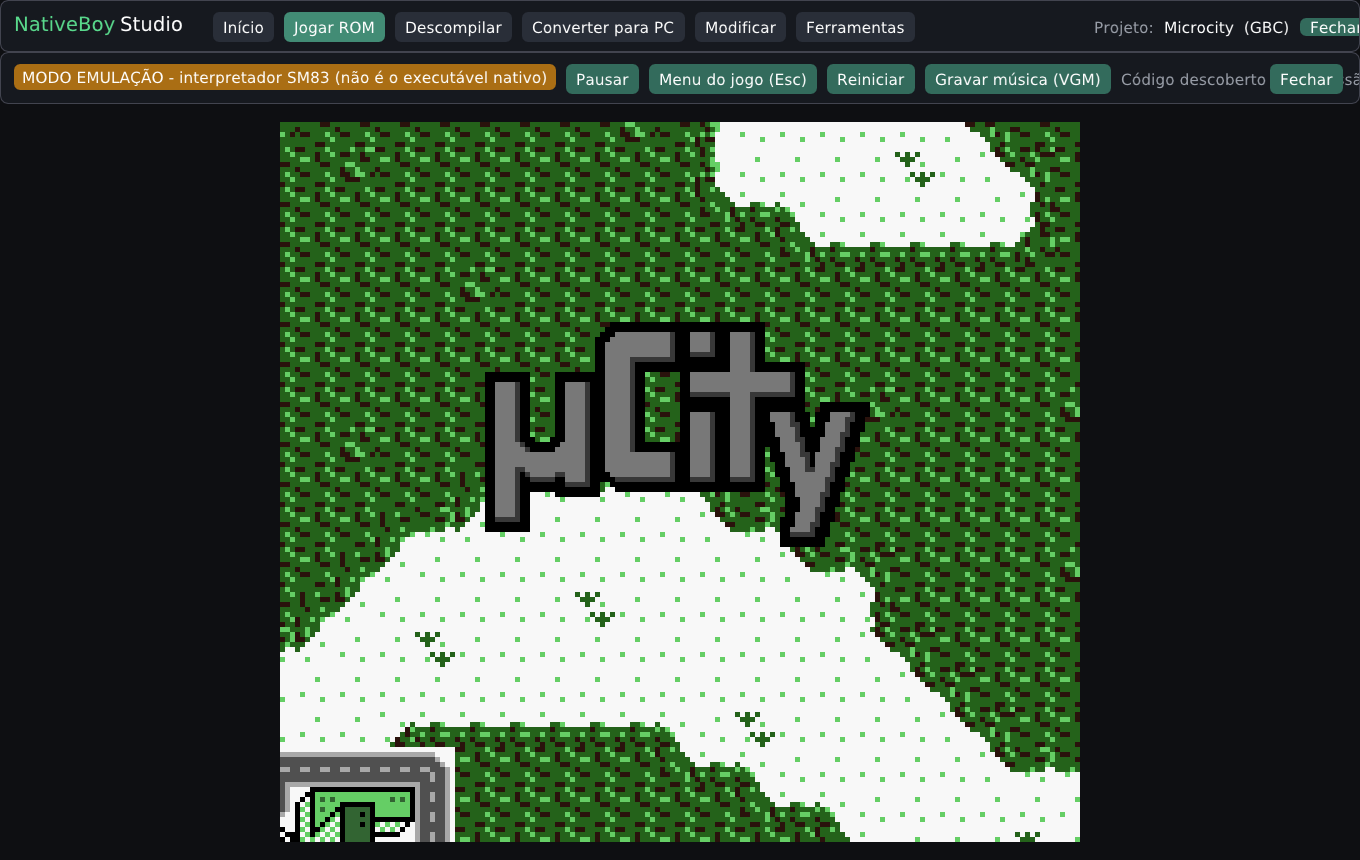 NativeBoy Studio Início Jogar ROM Descompilar Converter para PC Modificar Ferramentas Projeto: Microcity (GBC) Fechar
MODO EMULAÇÃO - interpretador SM83 (não é o executável nativo) Pausar Menu do jogo (Esc) Reiniciar Gravar música (VGM) Código descoberto Fechar
µCity